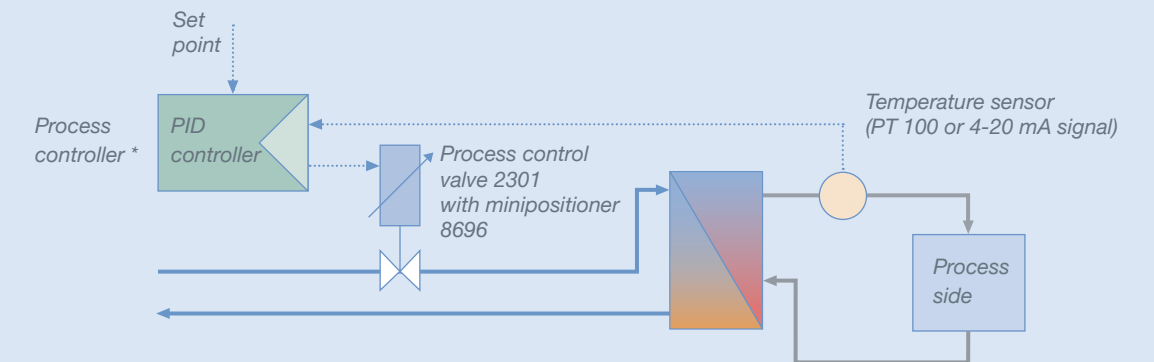 Set
point
Process
controller *
PID
controller
Temperature sensor
(PT 100 or 4-20 mA signal)
Process control
valve 2301
with minipositioner
8696
Process
side